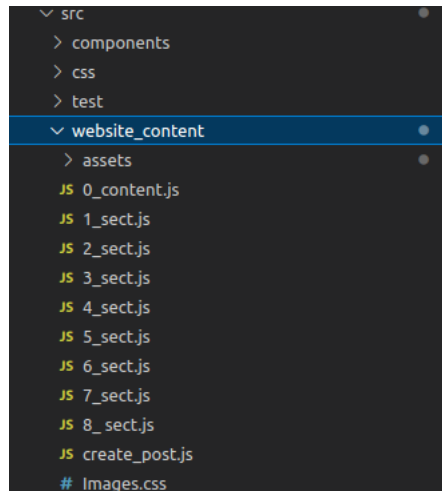 src
components
css
test
website_content
assets
JS 0_content.js
JS 1_sect.js
JS 2_sect.js
JS 3_sect.js
JS 4_sect.js
JS 5_sect.js
JS 6_sect.js
JS 7_sect.js
JS 8_ sect.js
JS create_post.js
# Images.css